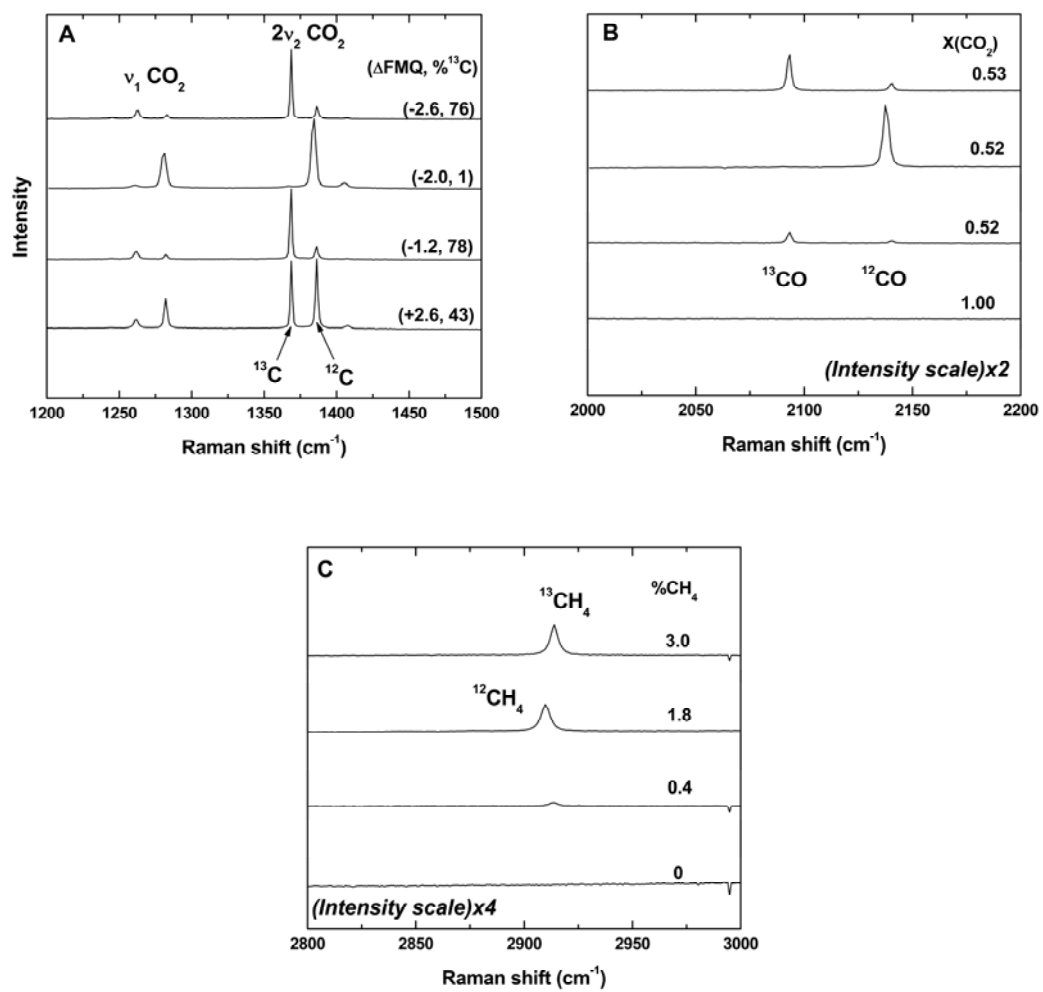 A
2ν₂ CO₂
ν₁ CO₂
(ΔFMQ, %¹³C)
(-2.6, 76)
(-2.0, 1)
(-1.2, 78)
(+2.6, 43)
¹³C
¹²C
Intensity
1200 1250 1300 1350 1400 1450 1500
Raman shift (cm⁻¹)
B
X(CO₂)
0.53
0.52
0.52
¹³CO
¹²CO
1.00
(Intensity scale)x2
2000 2050 2100 2150 2200
Raman shift (cm⁻¹)
C
¹³CH₄
%CH₄
3.0
¹²CH₄
1.8
0.4
0
(Intensity scale)x4
2800 2850 2900 2950 3000
Raman shift (cm⁻¹)